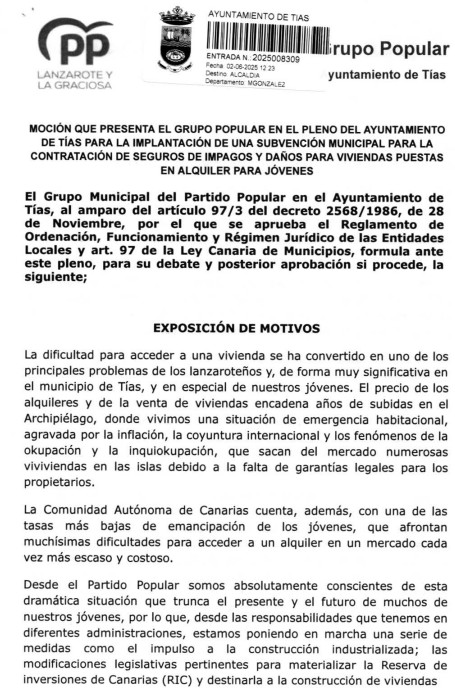 PP
LANZAROTE Y
LA GRACIOSA
AYUNTAMIENTO DE TIAS
ENTRADA N.:2025008309
Fecha 02-06-2025 12:23
Destino: ALCALDIA
Departamento: MGONZALEZ
rupo Popular
yuntamiento de Tías
MOCIÓN QUE PRESENTA EL GRUPO POPULAR EN EL PLENO DEL AYUNTAMIENTO
DE TÍAS PARA LA IMPLANTACIÓN DE UNA SUBVENCIÓN MUNICIPAL PARA LA
CONTRATACIÓN DE SEGUROS DE IMPAGOS Y DAÑOS PARA VIVIENDAS PUESTAS
EN ALQUILER PARA JÓVENES
El Grupo Municipal del Partido Popular en el Ayuntamiento de
Tías, al amparo del artículo 97/3 del decreto 2568/1986, de 28
de Noviembre, por el que se aprueba el Reglamento de
Ordenación, Funcionamiento y Régimen Jurídico de las Entidades
Locales y art. 97 de la Ley Canaria de Municipios, formula ante
este pleno, para su debate y posterior aprobación si procede, la
siguiente;
EXPOSICIÓN DE MOTIVOS
La dificultad para acceder a una vivienda se ha convertido en uno de los
principales problemas de los lanzaroteños y, de forma muy significativa en
el municipio de Tías, y en especial de nuestros jóvenes. El precio de los
alquileres y de la venta de viviendas encadena años de subidas en el
Archipiélago, donde vivimos una situación de emergencia habitacional,
agravada por la inflación, la coyuntura internacional y los fenómenos de la
okupación y la inquiokupación, que sacan del mercado numerosas
viviviendas en las islas debido a la falta de garantías legales para los
propietarios.
La Comunidad Autónoma de Canarias cuenta, además, con una de las
tasas más bajas de emancipación de los jóvenes, que afrontan
muchísimas dificultades para acceder a un alquiler en un mercado cada
vez más escaso y costoso.
Desde el Partido Popular somos absolutamente conscientes de esta
dramática situación que trunca el presente y el futuro de muchos de
nuestros jóvenes, por lo que, desde las responsabilidades que tenemos en
diferentes administraciones, estamos poniendo en marcha una serie de
medidas como el impulso a la construcción industrializada; las
modificaciones legislativas pertinentes para materializar la Reserva de
inversiones de Canarias (RIC) y destinarla a la construcción de viviendas